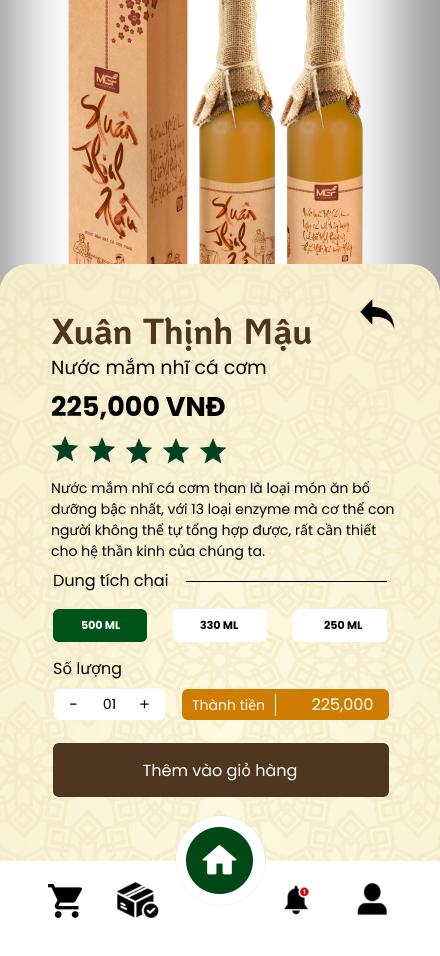 MGF
Xuân
Thịnh
Mậu
Xuân
Thịnh
MGF
Xuân Thịnh Mậu
Nước mắm nhĩ cá cơm
225,000 VNĐ
Nước mắm nhĩ cá cơm than là loại món ăn bổ
dưỡng bậc nhất, với 13 loại enzyme mà cơ thể con
người không thể tự tổng hợp được, rất cần thiết
cho hệ thần kinh của chúng ta.
Dung tích chai
500 ML 330 ML 250 ML
Số lượng
- 01 + Thành tiền 225,000
Thêm vào giỏ hàng
1